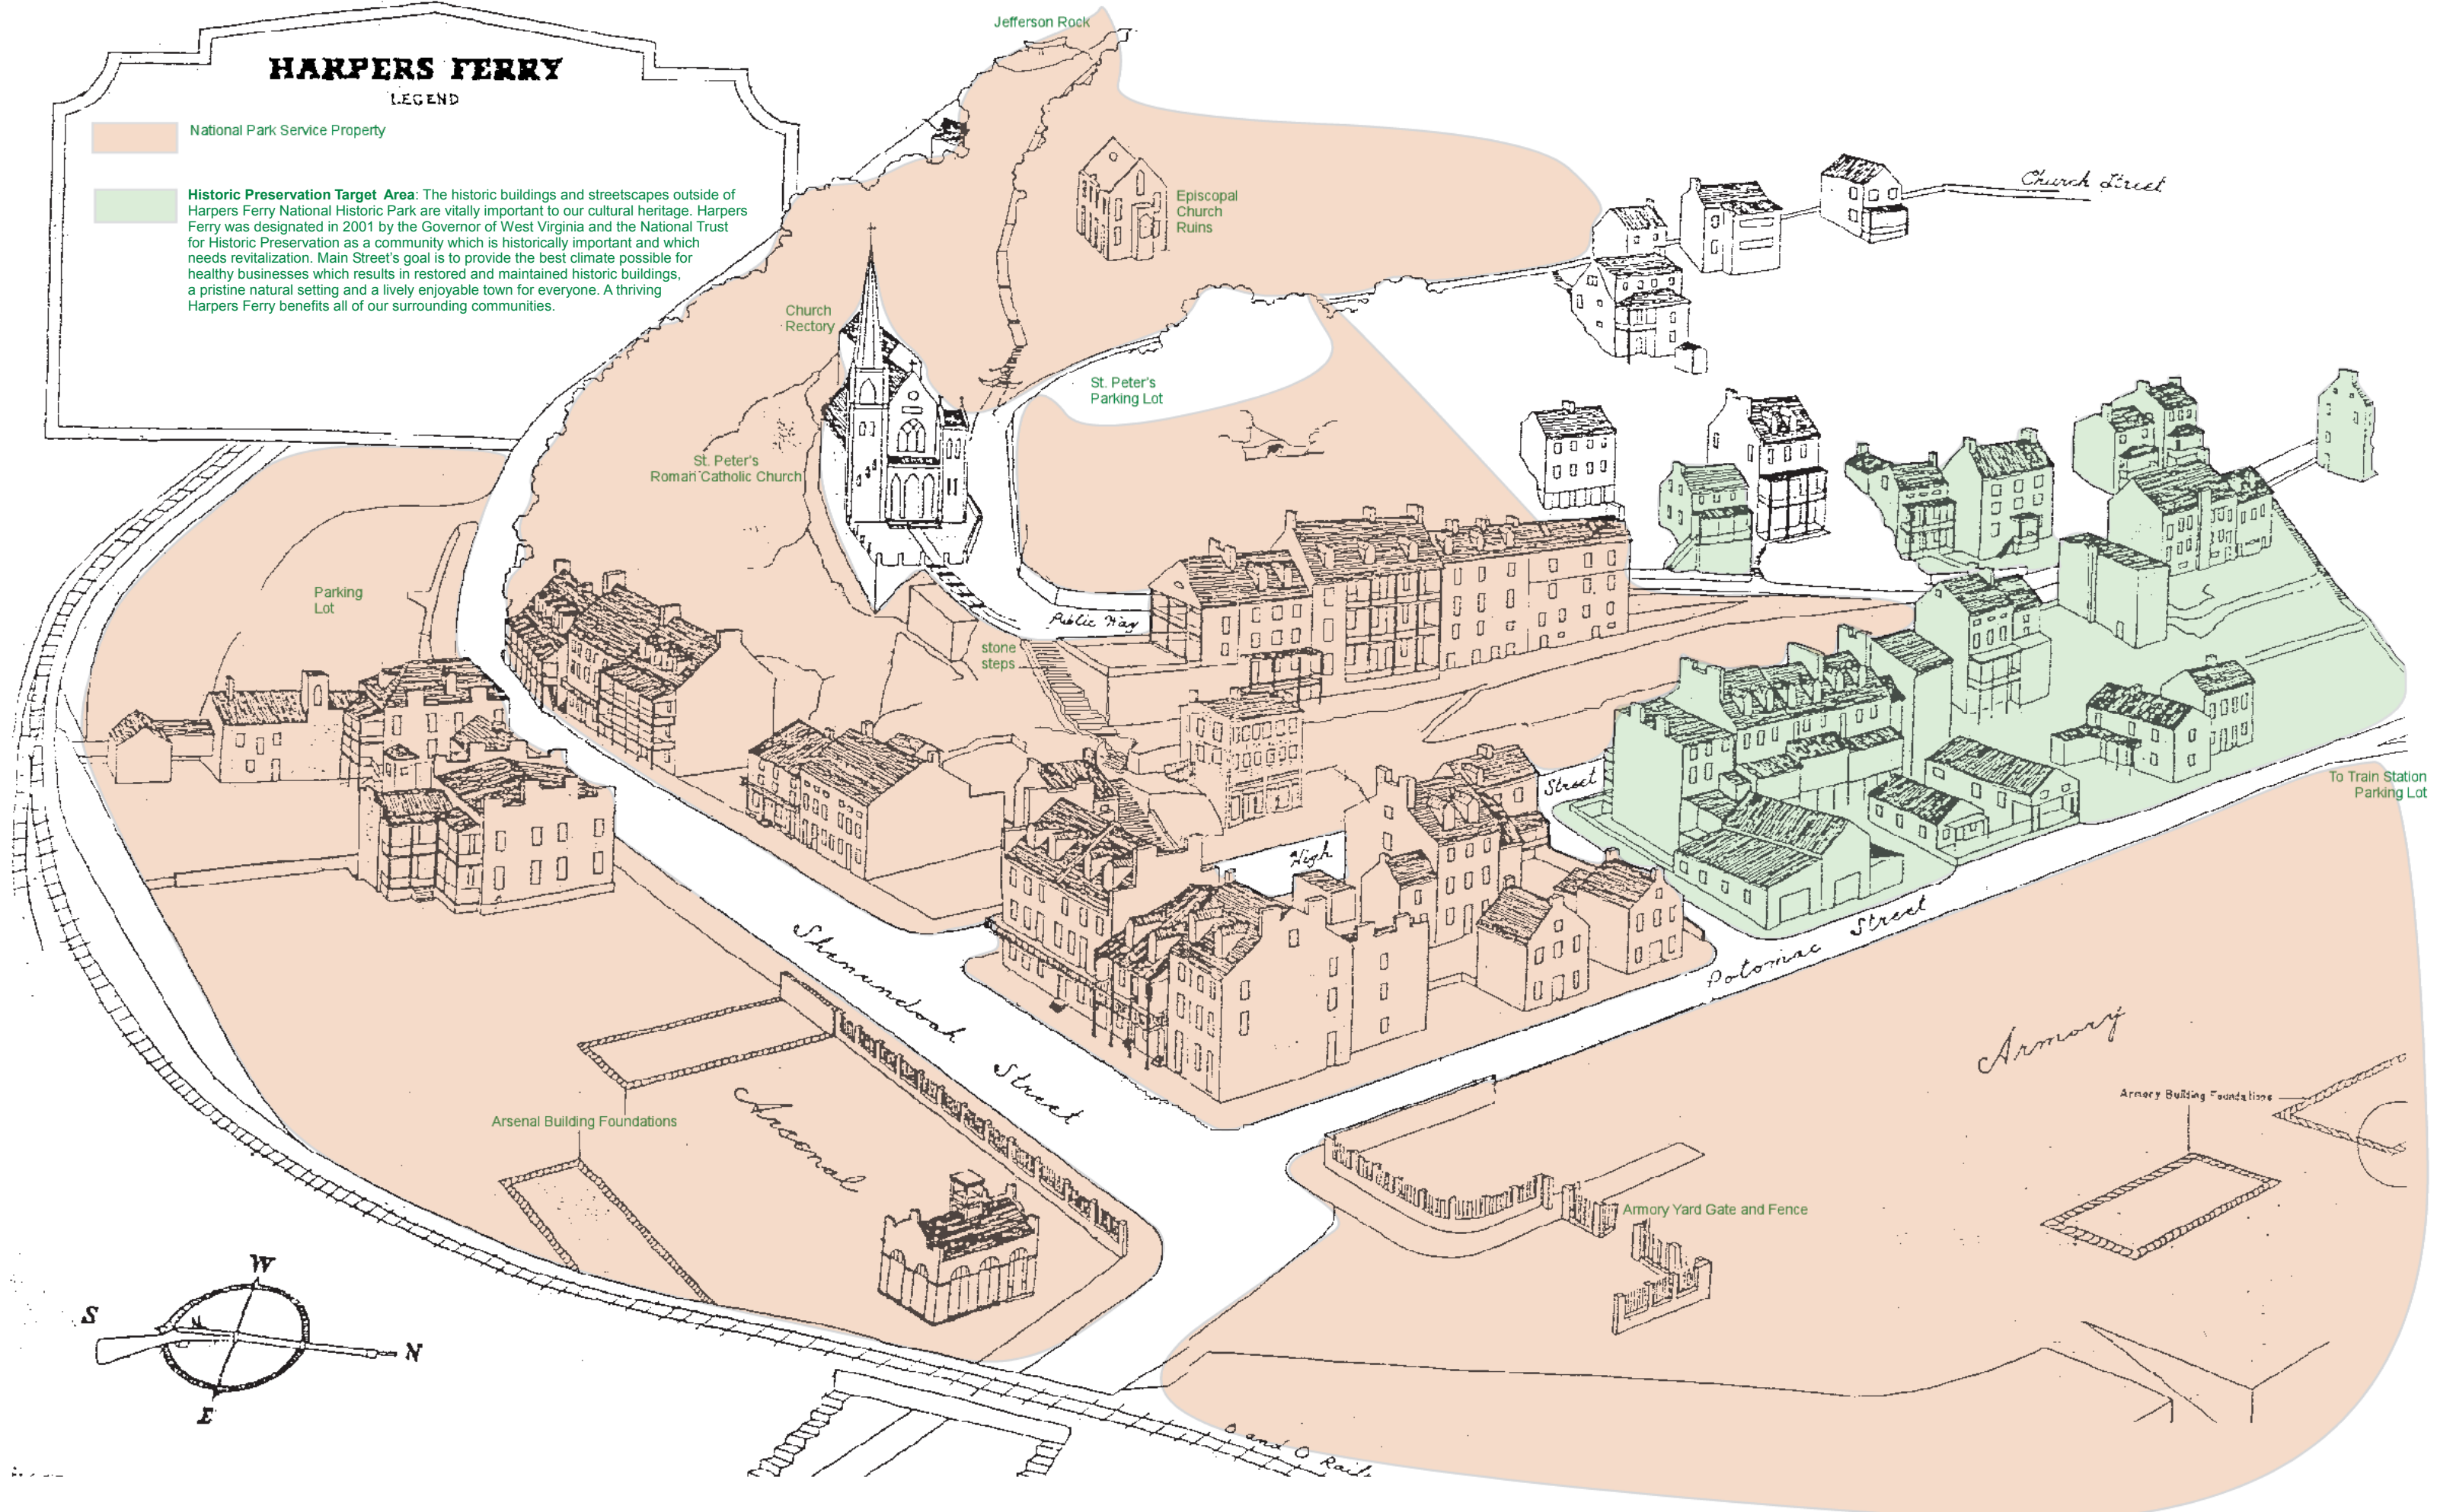 HARPERS FERRY
LEGEND
National Park Service Property
Historic Preservation Target Area: The historic buildings and streetscapes outside of
Harpers Ferry National Historic Park are vitally important to our cultural heritage. Harpers
Ferry was designated in 2001 by the Governor of West Virginia and the National Trust
for Historic Preservation as a community which is historically important and which
needs revitalization. Main Street's goal is to provide the best climate possible for
healthy businesses which results in restored and maintained historic buildings,
a pristine natural setting and a lively enjoyable town for everyone. A thriving
Harpers Ferry benefits all of our surrounding communities.
Jefferson Rock
Episcopal
Church
Ruins
Church Street
Church
Rectory
St. Peter's
Parking Lot
St. Peter's
Roman Catholic Church
Parking
Lot
Public Way
stone
steps
Street
High
To Train Station
Parking Lot
Shenandoah Street
Potomac Street
Armory
Armory Building Foundations
Arsenal Building Foundations
Arsenal
Armory Yard Gate and Fence
W
S
N
E
and O